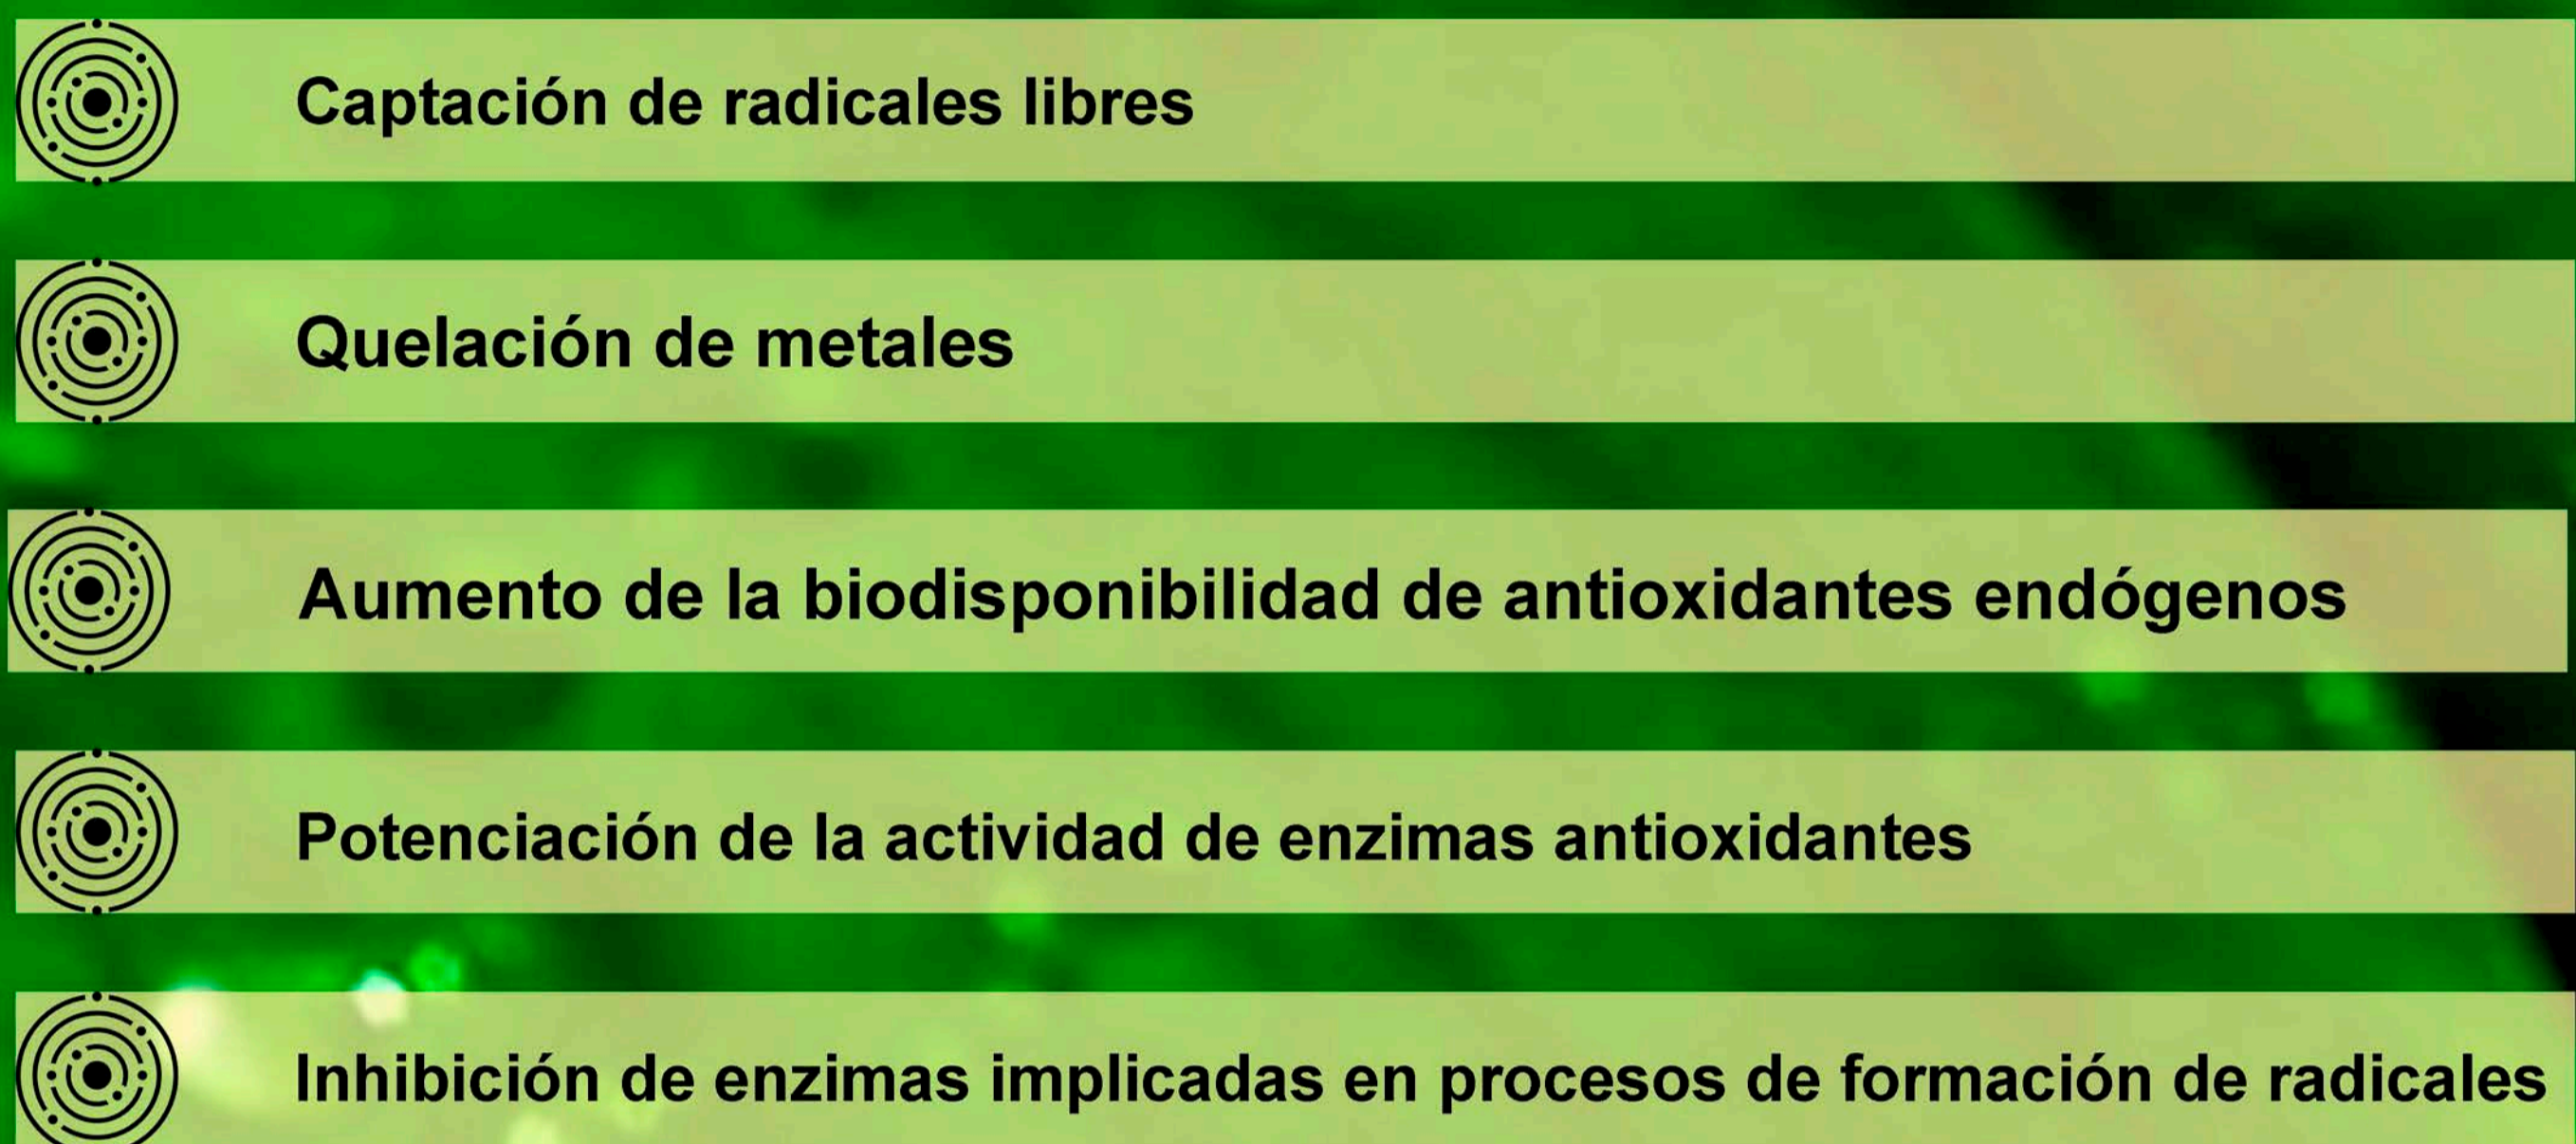 Captación de radicales libres
Quelación de metales
Aumento de la biodisponibilidad de antioxidantes endógenos
Potenciación de la actividad de enzimas antioxidantes
Inhibición de enzimas implicadas en procesos de formación de radicales